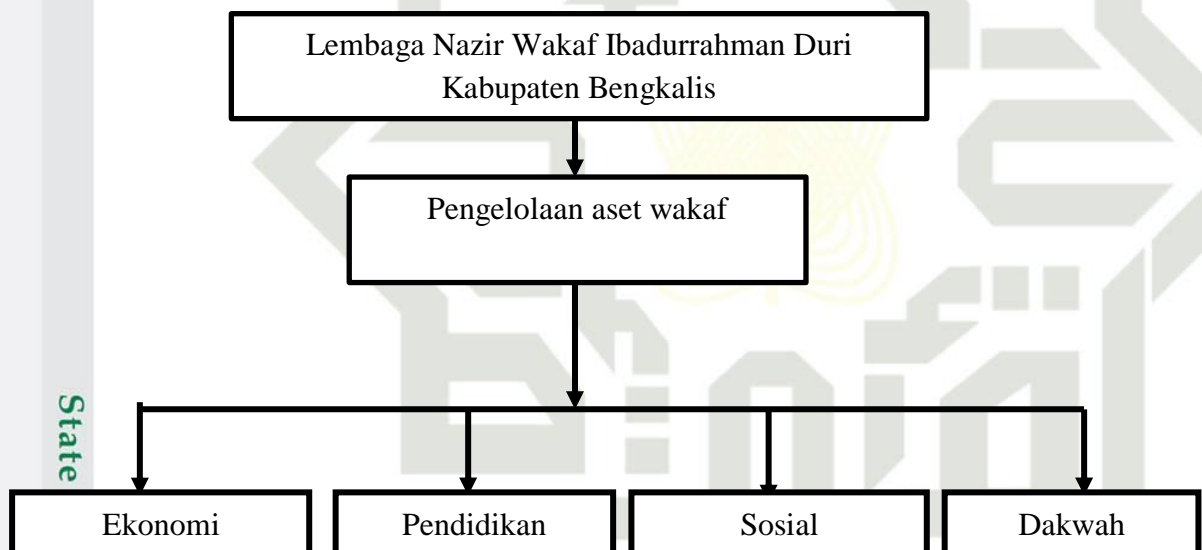 Lembaga Nazir Wakaf Ibadurrahman Duri
Kabupaten Bengkalis
Pengelolaan aset wakaf
State
Ekonomi
Pendidikan
Sosial
Dakwah